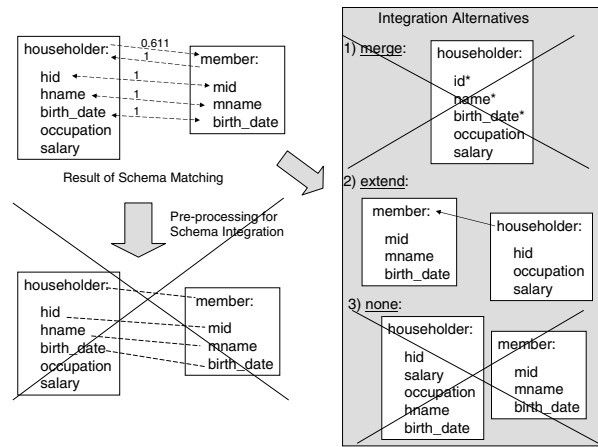 householder:
hid
hname
birth_date
occupation
salary
0.611
1
1
1
1
member:
mid
mname
birth_date
Result of Schema Matching
Pre-processing for
Schema Integration
householder:
hid
hname
birth_date
occupation
salary
member:
mid
mname
birth_date
Integration Alternatives
1) merge:
householder:
id*
name*
birth_date*
occupation
salary
2) extend:
member:
mid
mname
birth_date
householder:
hid
occupation
salary
3) none:
householder:
hid
salary
occupation
hname
birth_date
member:
mid
mname
birth_date